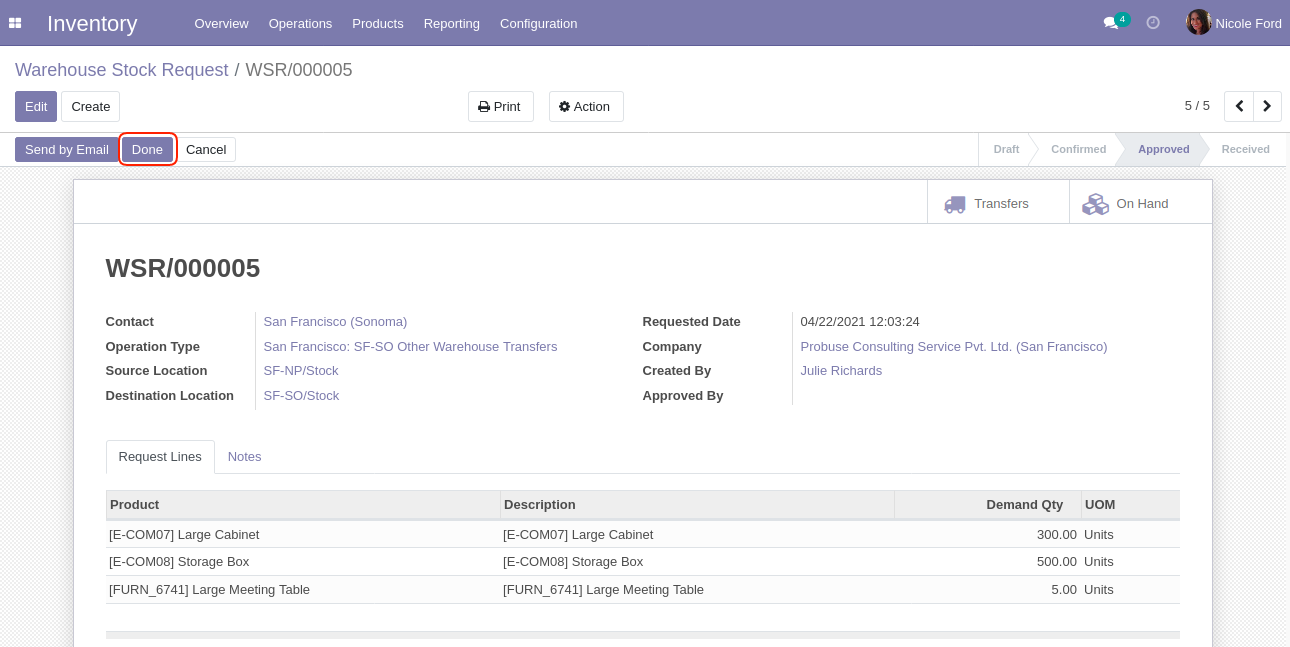 Inventory Overview Operations Products Reporting Configuration 4 Nicole Ford
Warehouse Stock Request / WSR/000005
Edit Create Print Action 5 / 5
Send by Email Done Cancel Draft Confirmed Approved Received
Transfers On Hand
WSR/000005
Contact San Francisco (Sonoma) Requested Date 04/22/2021 12:03:24
Operation Type San Francisco: SF-SO Other Warehouse Transfers Company Probuse Consulting Service Pvt. Ltd. (San Francisco)
Source Location SF-NP/Stock Created By Julie Richards
Destination Location SF-SO/Stock Approved By
Request Lines Notes
Product Description Demand Qty UOM
[E-COM07] Large Cabinet [E-COM07] Large Cabinet 300.00 Units
[E-COM08] Storage Box [E-COM08] Storage Box 500.00 Units
[FURN_6741] Large Meeting Table [FURN_6741] Large Meeting Table 5.00 Units